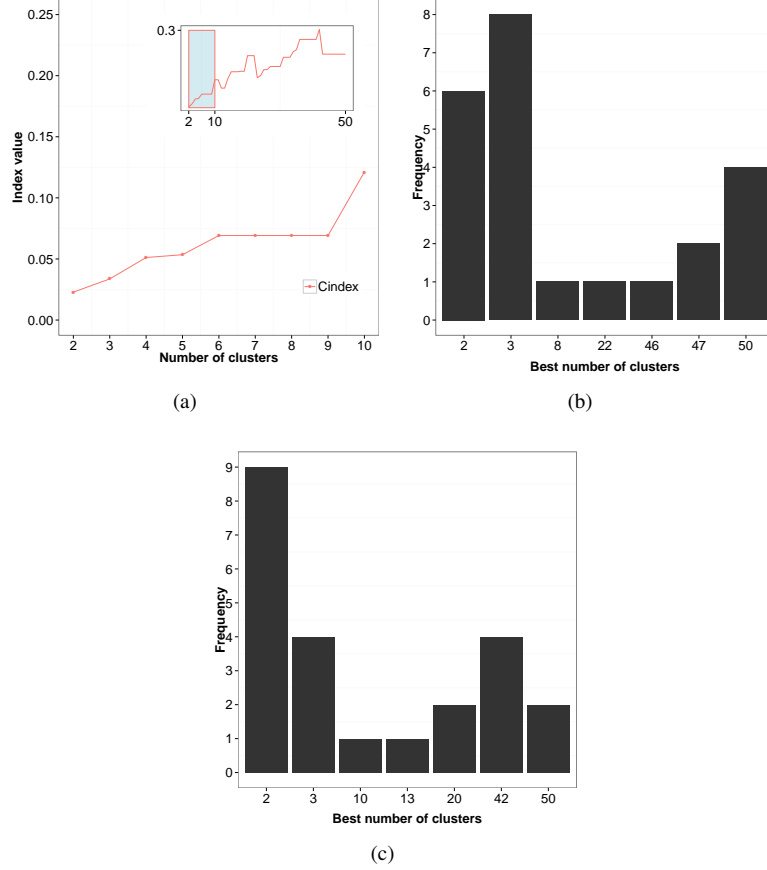 0.25
0.20
0.15
0.10
0.05
0.00
Index value
0.3
2 10 50
Cindex
2 3 4 5 6 7 8 9 10
Number of clusters
(a)
8
7
6
5
4
3
2
1
0
Frequency
2 3 8 22 46 47 50
Best number of clusters
(b)
9
8
7
6
5
4
3
2
1
0
Frequency
2 3 10 13 20 42 50
Best number of clusters
(c)